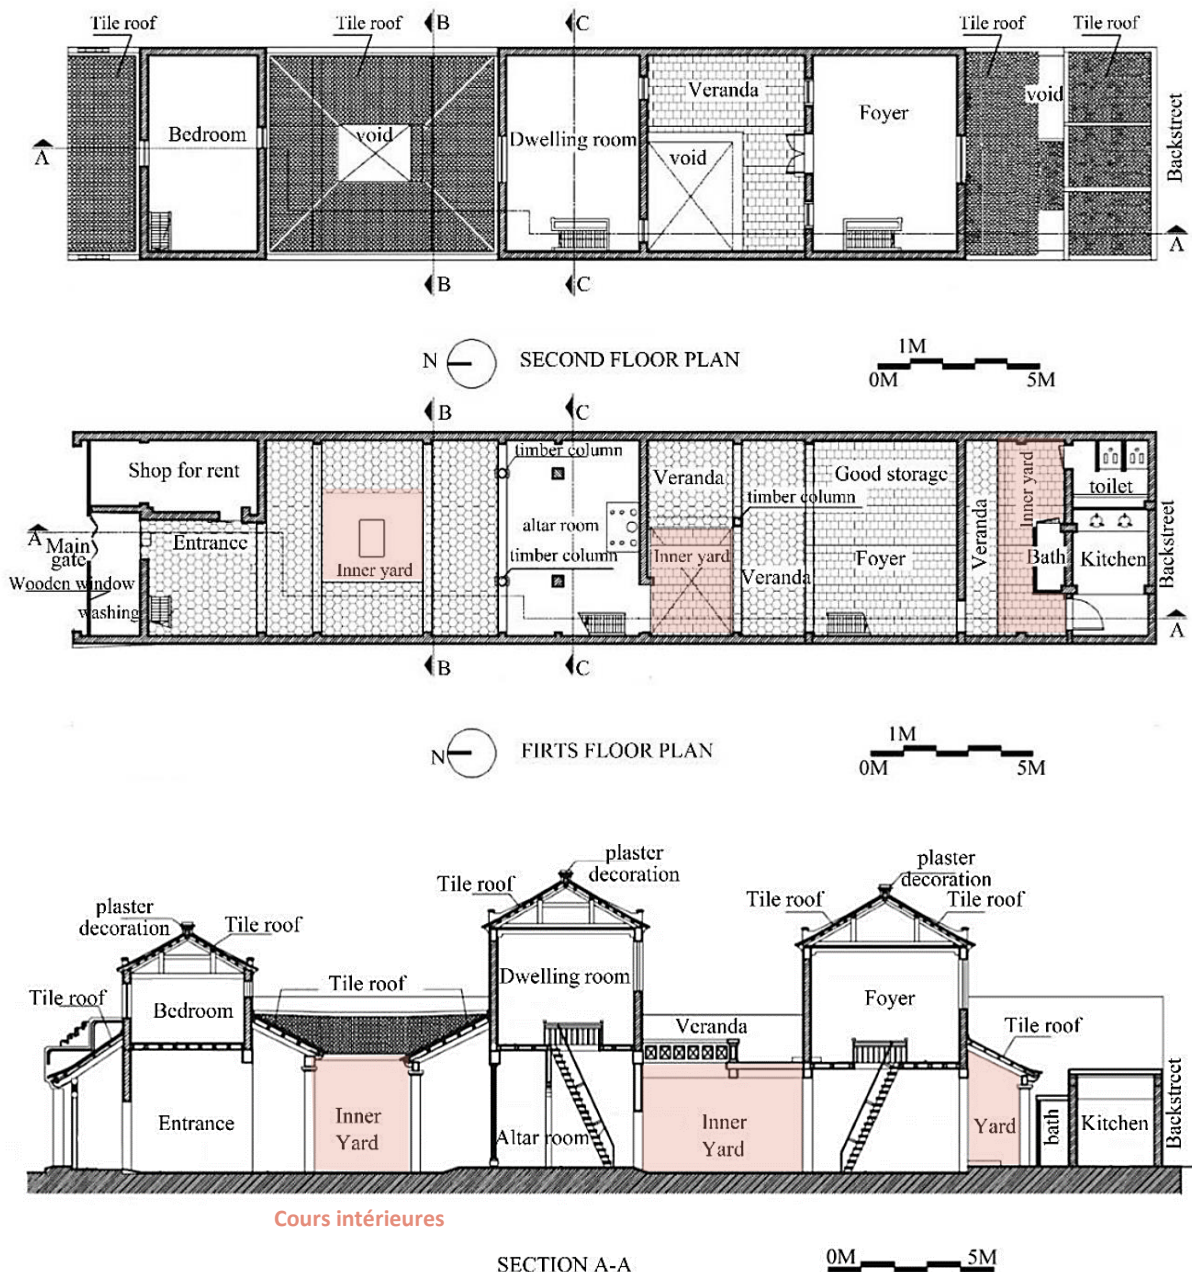 Tile roof
Tile roof
B
C
Tile roof
Tile roof
Veranda
void
Backstreet
Bedroom
void
Dwelling room
Foyer
A
void
A
B
C
N
SECOND FLOOR PLAN
1M
0M
5M
B
C
timber column
Shop for rent
Veranda
Good storage
Inner yard
toilet
timber column
A
Main
gate
Entrance
altar room
Backstreet
Wooden window
Inner yard
timber column
Inner yard
Veranda
Foyer
Veranda
Bath
Kitchen
washing
A
B
C
N
FIRTS FLOOR PLAN
1M
0M
5M
plaster
decoration
plaster
decoration
Tile roof
Tile roof
Tile roof
plaster
decoration
Tile roof
Tile roof
Dwelling room
Tile roof
Bedroom
Foyer
Veranda
Tile roof
Entrance
Inner
Yard
Altar room
Inner
Yard
Yard
bath
Kitchen
Backstreet
Cours intérieures
SECTION A-A
0M
5M